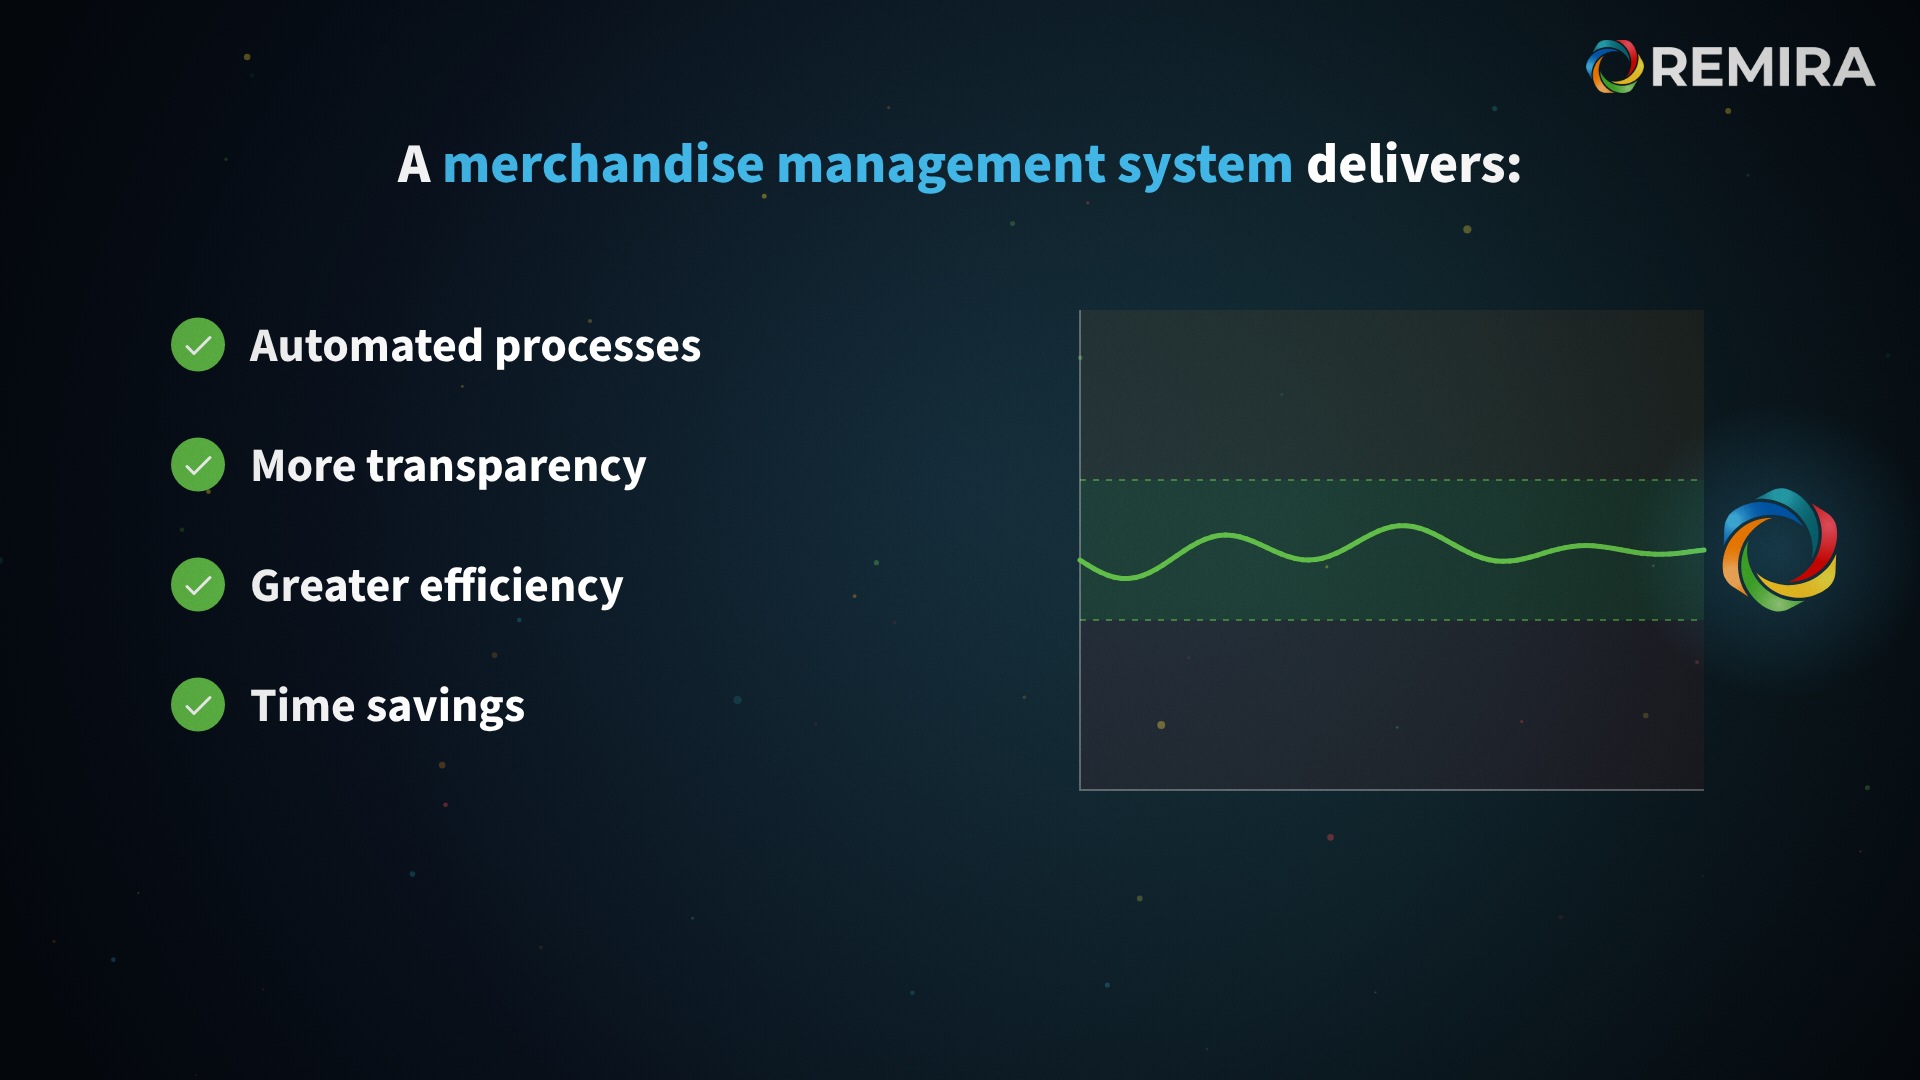 REMIRA
A merchandise management system delivers:
Automated processes
More transparency
Greater efficiency
Time savings